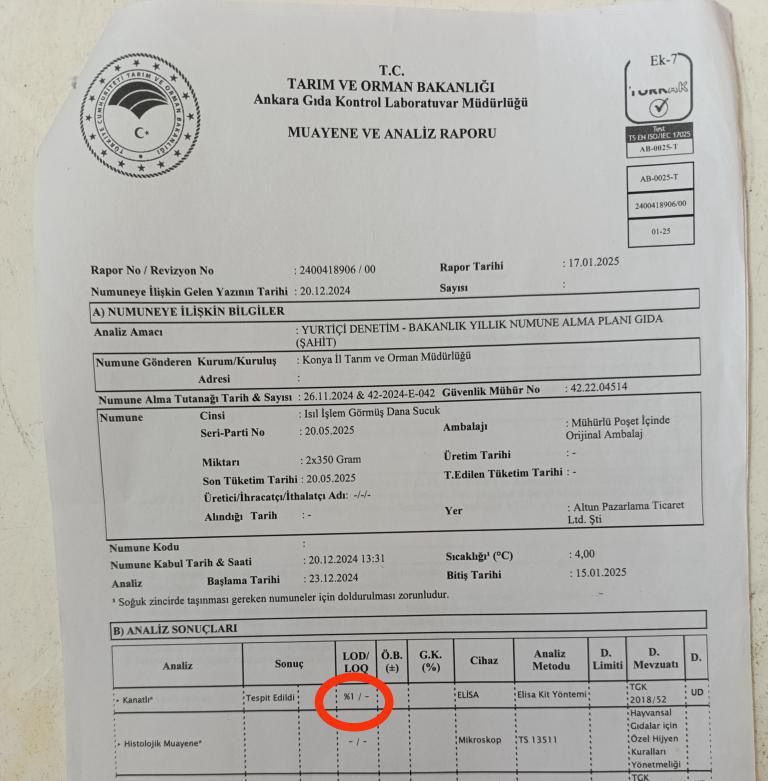 Ek-7
TÜRKAK
Test
TS EN ISO/IEC 17025
AB-0025-T
AB-0025-T
2400418906/00
01-25
TÜRKİYE CUMHURİYETİ TARIM VE ORMAN BAKANLIĞI
T.C.
TARIM VE ORMAN BAKANLIĞI
Ankara Gıda Kontrol Laboratuvar Müdürlüğü
MUAYENE VE ANALİZ RAPORU
Rapor No / Revizyon No : 2400418906 / 00 Rapor Tarihi : 17.01.2025
Numuneye İlişkin Gelen Yazının Tarihi : 20.12.2024 Sayısı :
A) NUMUNEYE İLİŞKİN BİLGİLER
Analiz Amacı : YURTİÇİ DENETİM - BAKANLIK YILLIK NUMUNE ALMA PLANI GIDA
(ŞAHİT)
Numune Gönderen Kurum/Kuruluş : Konya İl Tarım ve Orman Müdürlüğü
Adresi :
Numune Alma Tutanağı Tarih & Sayısı : 26.11.2024 & 42-2024-E-042 Güvenlik Mühür No : 42.22.04514
Numune Cinsi : Isıl İşlem Görmüş Dana Sucuk
Seri-Parti No : 20.05.2025 Ambalajı : Mühürlü Poşet İçinde
Orijinal Ambalaj
Miktarı : 2x350 Gram Üretim Tarihi : -
Son Tüketim Tarihi : 20.05.2025 T.Edilen Tüketim Tarihi : -
Üretici/İhracatçı/İthalatçı Adı: -/-/-
Alındığı Tarih : - Yer : Altun Pazarlama Ticaret
Ltd. Şti
Numune Kodu :
Numune Kabul Tarih & Saati : 20.12.2024 13:31 Sıcaklığı¹ (°C) : 4,00
Analiz Başlama Tarihi : 23.12.2024 Bitiş Tarihi : 15.01.2025
¹ Soğuk zincirde taşınması gereken numuneler için doldurulması zorunludur.
B) ANALİZ SONUÇLARI
Analiz Sonuç LOD/ Ö.B. G.K. Cihaz Analiz D. D. D.
LOQ (±) (%) Metodu Limiti Mevzuatı
• Kanatlı* Tespit Edildi %1 / - ELİSA Elisa Kit Yöntemi TGK UD
2018/52
• Histolojik Muayene* - / - Mikroskop TS 13511 Hayvansal
Gıdalar için
Özel Hijyen
Kuralları
Yönetmeliği
TGK